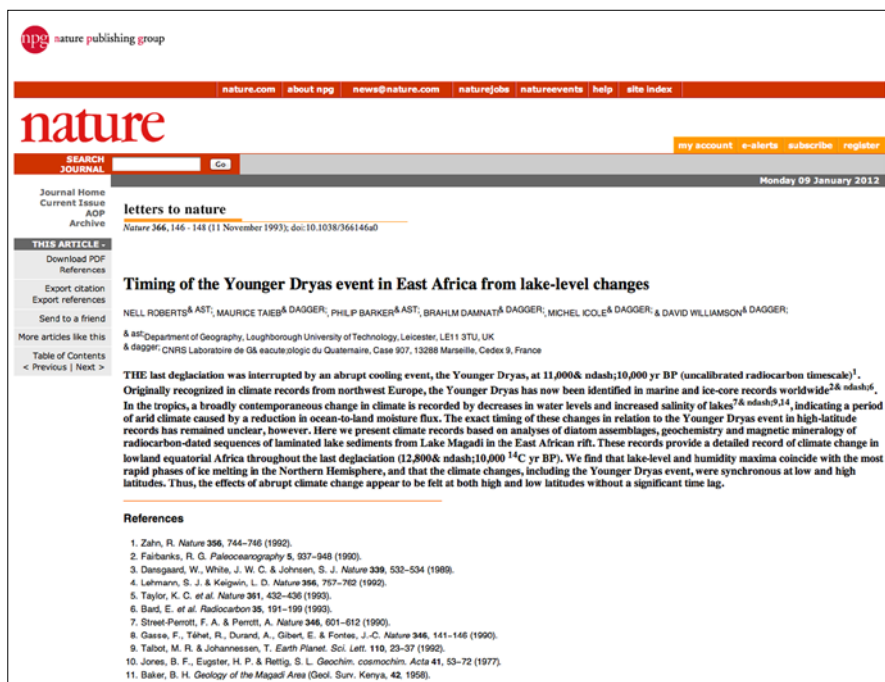 npg nature publishing group
nature.com about npg news@nature.com naturejobs natureevents help site index
nature
my account e-alerts subscribe register
SEARCH JOURNAL Go
Monday 09 January 2012
Journal Home
Current Issue
AOP
Archive
THIS ARTICLE -
Download PDF
References
Export citation
Export references
Send to a friend
More articles like this
Table of Contents
< Previous | Next >
letters to nature
Nature 366, 146 - 148 (11 November 1993); doi:10.1038/366146a0
Timing of the Younger Dryas event in East Africa from lake-level changes
NELL ROBERTS& AST;, MAURICE TAIEB& DAGGER;, PHILIP BARKER& AST;, BRAHLM DAMNATI& DAGGER;, MICHEL ICOLE& DAGGER; & DAVID WILLIAMSON& DAGGER;
& ast;Department of Geography, Loughborough University of Technology, Leicester, LE11 3TU, UK
& dagger; CNRS Laboratoire de G& eacute;ologic du Quaternaire, Case 907, 13288 Marseille, Cedex 9, France
THE last deglaciation was interrupted by an abrupt cooling event, the Younger Dryas, at 11,000& ndash;10,000 yr BP (uncalibrated radiocarbon timescale)1.
Originally recognized in climate records from northwest Europe, the Younger Dryas has now been identified in marine and ice-core records worldwide2& ndash;6.
In the tropics, a broadly contemporaneous change in climate is recorded by decreases in water levels and increased salinity of lakes7& ndash;9,14, indicating a period
of arid climate caused by a reduction in ocean-to-land moisture flux. The exact timing of these changes in relation to the Younger Dryas event in high-latitude
records has remained unclear, however. Here we present climate records based on analyses of diatom assemblages, geochemistry and magnetic mineralogy of
radiocarbon-dated sequences of laminated lake sediments from Lake Magadi in the East African rift. These records provide a detailed record of climate change in
lowland equatorial Africa throughout the last deglaciation (12,800& ndash;10,000 14C yr BP). We find that lake-level and humidity maxima coincide with the most
rapid phases of ice melting in the Northern Hemisphere, and that the climate changes, including the Younger Dryas event, were synchronous at low and high
latitudes. Thus, the effects of abrupt climate change appear to be felt at both high and low latitudes without a significant time lag.
References
1. Zahn, R. Nature 356, 744–746 (1992).
2. Fairbanks, R. G. Paleoceanography 5, 937–948 (1990).
3. Dansgaard, W., White, J. W. C. & Johnsen, S. J. Nature 339, 532–534 (1989).
4. Lehmann, S. J. & Keigwin, L. D. Nature 356, 757–762 (1992).
5. Taylor, K. C. et al. Nature 361, 432–436 (1993).
6. Bard, E. et al. Radiocarbon 35, 191–199 (1993).
7. Street-Perrott, F. A. & Perrott, A. Nature 346, 601–612 (1990).
8. Gasse, F., Téhet, R., Durand, A., Gibert, E. & Fontes, J.-C. Nature 346, 141–146 (1990).
9. Talbot, M. R. & Johannessen, T. Earth Planet. Sci. Lett. 110, 23–37 (1992).
10. Jones, B. F., Eugster, H. P. & Rettig, S. L. Geochim. cosmochim. Acta 41, 53–72 (1977).
11. Baker, B. H. Geology of the Magadi Area (Geol. Surv. Kenya, 42, 1958).